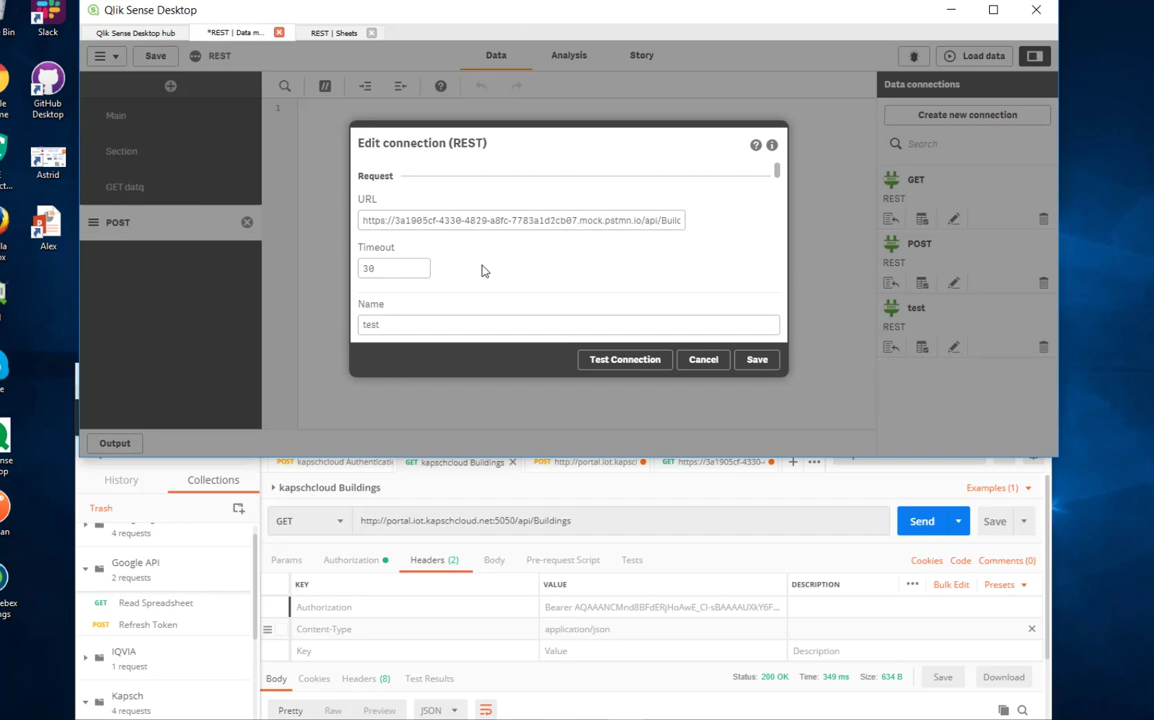 Bin
Slack
Qlik Sense Desktop
Qlik Sense Desktop hub
*REST | Data m...
REST | Sheets
Save
REST
Data
Analysis
Story
Load data
GitHub
Desktop
Main
Section
GET datq
POST
Astrid
Alex
1
Data connections
Create new connection
Search
GET
REST
POST
REST
test
REST
Edit connection (REST)
Request
URL
https://3a1905cf-4330-4829-a8fc-7783a1d2cb07.mock.pstmn.io/api/Builc
Timeout
30
Name
test
Test Connection
Cancel
Save
Output
POST kapschcloud Authenticati
GET kapschcloud Buildings
POST http://portal.iot.kapscl
GET https://3a1905cf-4330-
History
Collections
kapschcloud Buildings
Examples (1)
Trash
4 requests
GET
http://portal.iot.kapschcloud.net:5050/api/Buildings
Send
Save
Google API
2 requests
Params
Authorization
Headers (2)
Body
Pre-request Script
Tests
Cookies
Code
Comments (0)
KEY
VALUE
DESCRIPTION
Bulk Edit
Presets
GET Read Spreadsheet
Authorization
POST Refresh Token
Content-Type
application/json
IQVIA
1 request
Key
Value
Description
Body
Cookies
Headers (8)
Test Results
Status: 200 OK
Time: 349 ms
Size: 634 B
Save
Download
Kapsch
4 requests
Pretty
Raw
Preview
JSON